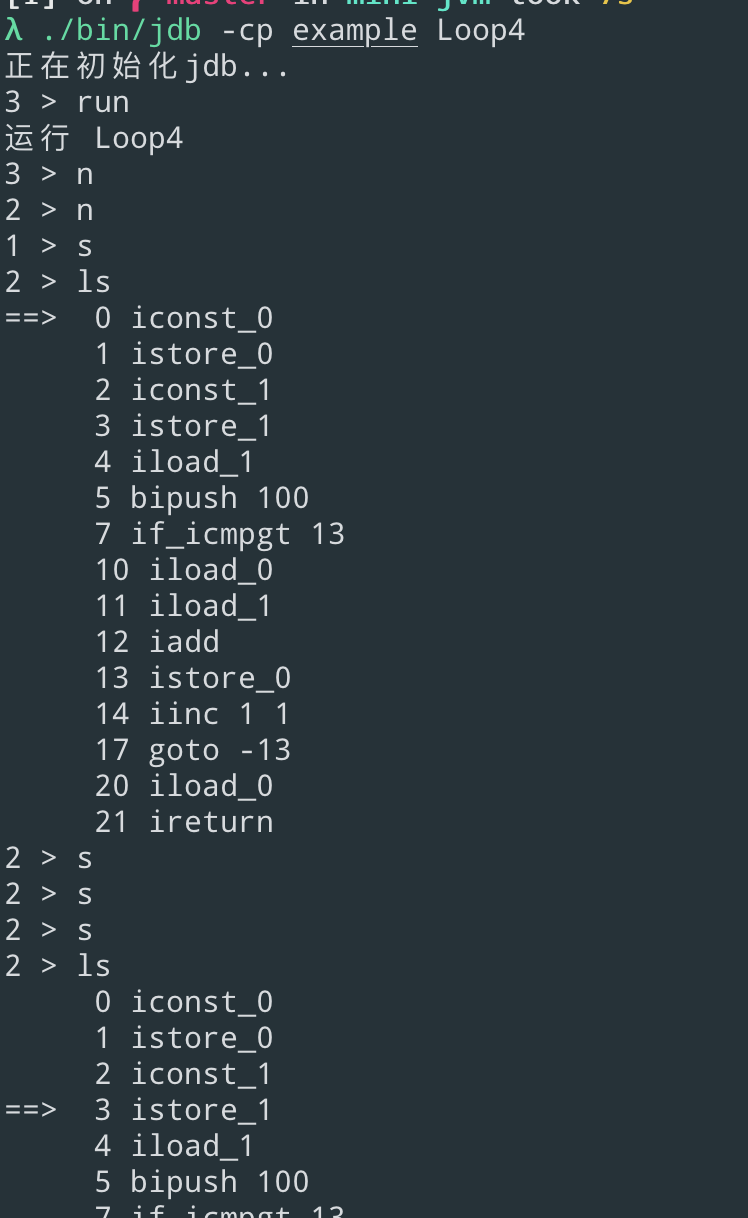 λ ./bin/jdb -cp example Loop4
正在初始化jdb...
3 > run
运行 Loop4
3 > n
2 > n
1 > s
2 > ls
==>  0 iconst_0
1 istore_0
2 iconst_1
3 istore_1
4 iload_1
5 bipush 100
7 if_icmpgt 13
10 iload_0
11 iload_1
12 iadd
13 istore_0
14 iinc 1 1
17 goto -13
20 iload_0
21 ireturn
2 > s
2 > s
2 > s
2 > ls
0 iconst_0
1 istore_0
2 iconst_1
==>  3 istore_1
4 iload_1
5 bipush 100
7 if_icmpgt 13